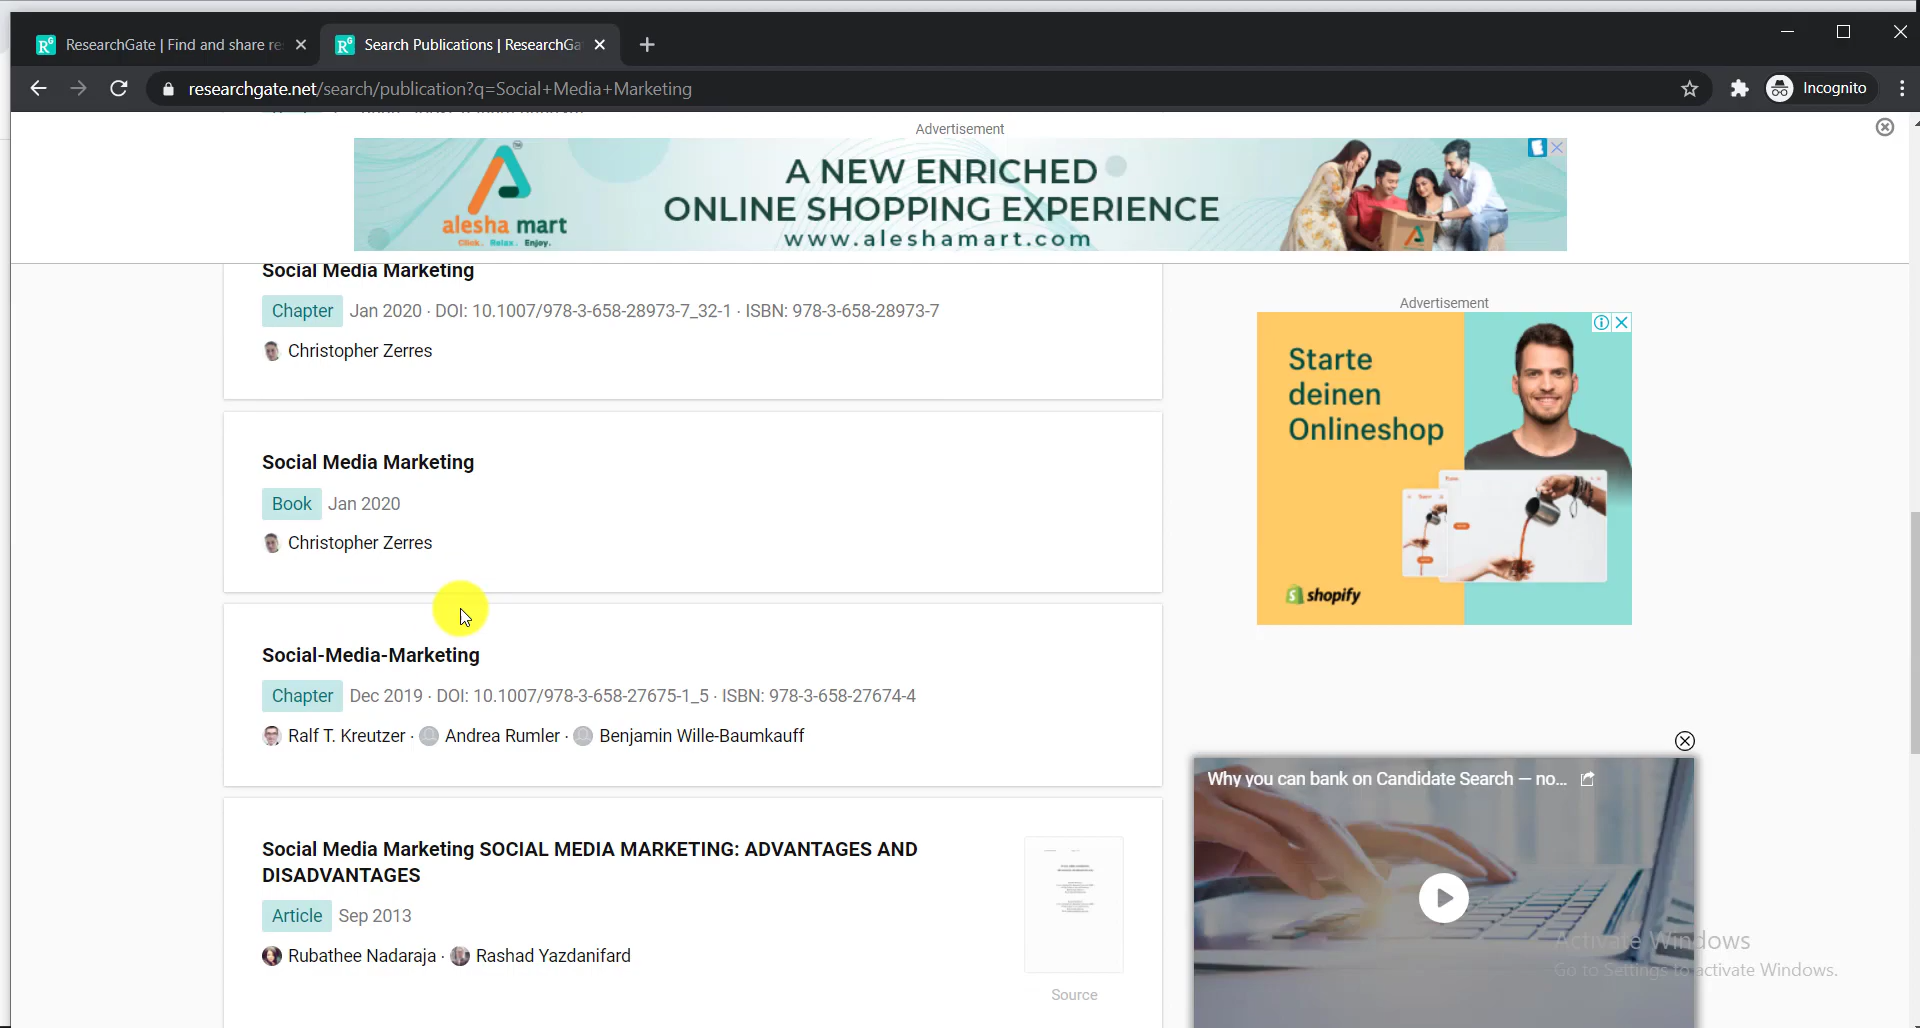 ResearchGate | Find and share re
Search Publications | ResearchGa
researchgate.net/search/publication?q=Social+Media+Marketing
Incognito
Advertisement
alesha mart
Click. Relax. Enjoy.
A NEW ENRICHED
ONLINE SHOPPING EXPERIENCE
www.aleshamart.com
Social Media Marketing
Chapter Jan 2020 · DOI: 10.1007/978-3-658-28973-7_32-1 · ISBN: 978-3-658-28973-7
Christopher Zerres
Social Media Marketing
Book Jan 2020
Christopher Zerres
Social-Media-Marketing
Chapter Dec 2019 · DOI: 10.1007/978-3-658-27675-1_5 · ISBN: 978-3-658-27674-4
Ralf T. Kreutzer · Andrea Rumler · Benjamin Wille-Baumkauff
Social Media Marketing SOCIAL MEDIA MARKETING: ADVANTAGES AND
DISADVANTAGES
Article Sep 2013
Rubathee Nadaraja · Rashad Yazdanifard
Source
Advertisement
Starte
deinen
Onlineshop
shopify
Why you can bank on Candidate Search — no...
Activate Windows
Go to Settings to activate Windows.